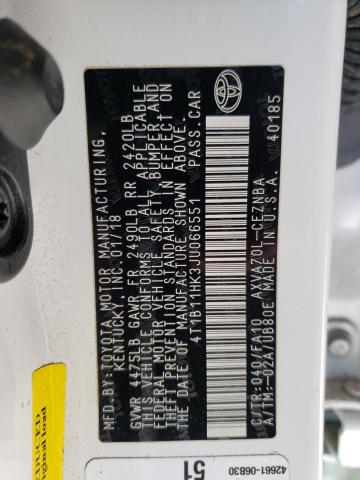 MFD. BY: TOYOTA MOTOR MANUFACTURING,
KENTUCKY, INC. 01/18
GVWR 4475LB GAWR FR 2490LB RR 2420LB
THIS VEHICLE CONFORMS TO ALL APPLICABLE
FEDERAL MOTOR VEHICLE SAFETY, BUMPER, AND
THEFT PREVENTION STANDARDS IN EFFECT ON
THE DATE OF MANUFACTURE SHOWN ABOVE.
4T1B11HK3JU066551 PASS. CAR
C/TR: 040/FA10 AXVA70L-CEZNBA
A/TM: -02A/UB80E MADE IN U.S.A. 40185
REDUCED
original load
42661-06B30
51